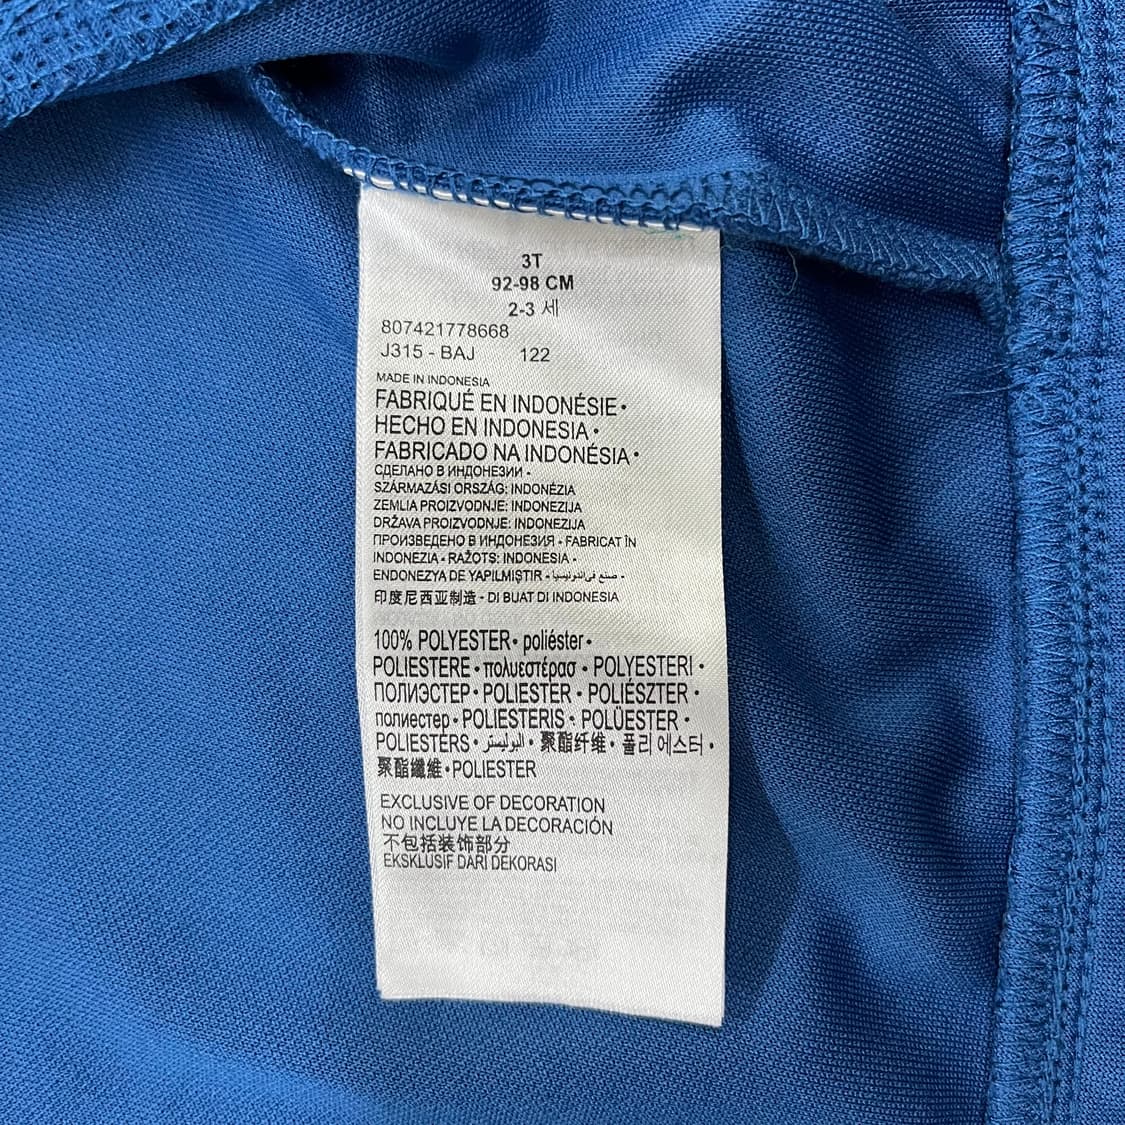 3T
92-98 CM
2-3 세
807421778668
J315 - BAJ 122
MADE IN INDONESIA
FABRIQUÉ EN INDONÉSIE •
HECHO EN INDONESIA •
FABRICADO NA INDONÉSIA •
СДЕЛАНО В ИНДОНЕЗИИ •
SZÁRMAZÁSI ORSZÁG: INDONÉZIA
ZEMLJA PROIZVODNJE: INDONEZIJA
DRŽAVA PROIZVODNJE: INDONEZIJA
ПРОИЗВЕДЕНО В ИНДОНЕЗИЯ • FABRICAT ÎN
INDONEZIA • RAŽOTS: INDONESIA •
ENDONEZYA DE YAPILMIŞTIR • صنع في اندونيسيا •
印度尼西亚制造 • DI BUAT DI INDONESIA
100% POLYESTER • poliéster •
POLIESTERE • πολυεστέρασ • POLYESTERI •
ПОЛИЭСТЕР • POLIESTER • POLIÉSZTER •
полиестер • POLIESTERIS • POLÜESTER •
POLIESTERS • البوليستر • 聚酯纤维 • 폴리 에스터 •
聚酯纖維 • POLIESTER
EXCLUSIVE OF DECORATION
NO INCLUYE LA DECORACIÓN
不包括装饰部分
EKSKLUSIF DARI DEKORASI